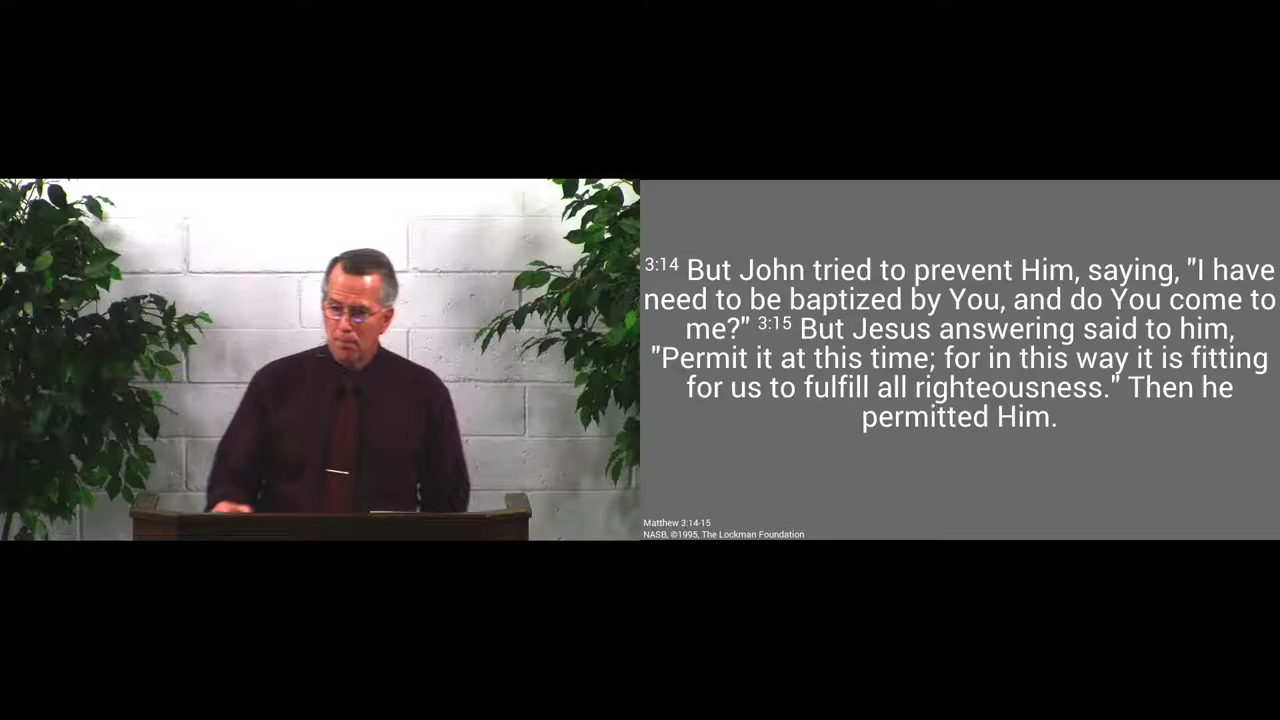 3:14 But John tried to prevent Him, saying, "I have
need to be baptized by You, and do You come to
me?" 3:15 But Jesus answering said to him,
"Permit it at this time; for in this way it is fitting
for us to fulfill all righteousness." Then he
permitted Him.
Matthew 3:14-15
NASB, ©1995, The Lockman Foundation